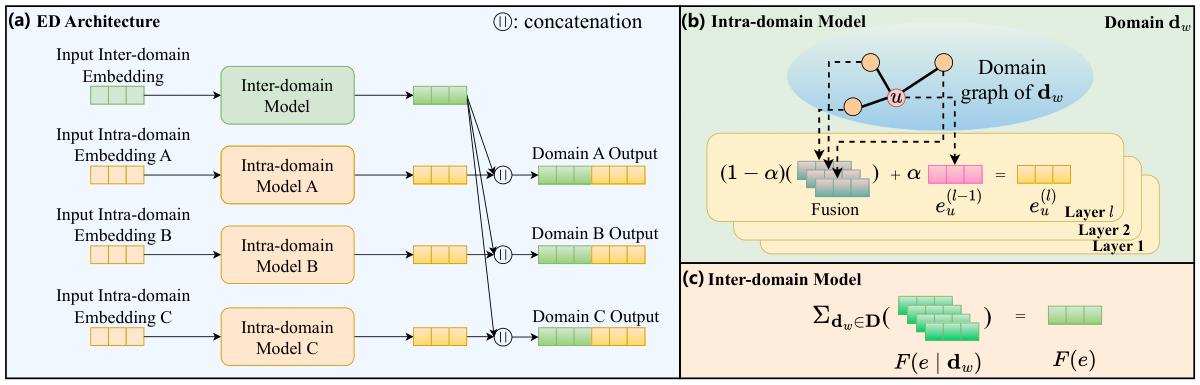 (a) ED Architecture
(||): concatenation
Input Inter-domain
Embedding
Inter-domain
Model
Input Intra-domain
Embedding A
Intra-domain
Model A
||
Domain A Output
Input Intra-domain
Embedding B
Intra-domain
Model B
||
Domain B Output
Input Intra-domain
Embedding C
Intra-domain
Model C
||
Domain C Output
(b) Intra-domain Model
Domain d_w
u
Domain
graph of d_w
(1 − α)( ) + α =
Fusion
e_u^{(l−1)}
e_u^{(l)}
Layer l
Layer 2
Layer 1
(c) Inter-domain Model
Σ_{d_w∈D}( ) =
F(e | d_w)
F(e)